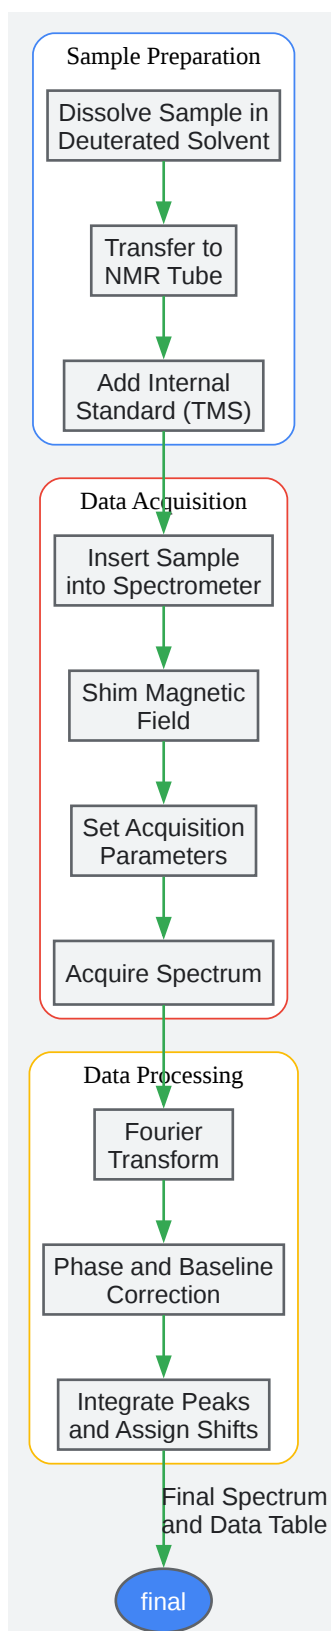 Sample Preparation
Dissolve Sample in
Deuterated Solvent
Transfer to
NMR Tube
Add Internal
Standard (TMS)
Data Acquisition
Insert Sample
into Spectrometer
Shim Magnetic
Field
Set Acquisition
Parameters
Acquire Spectrum
Data Processing
Fourier
Transform
Phase and Baseline
Correction
Integrate Peaks
and Assign Shifts
Final Spectrum
and Data Table
final